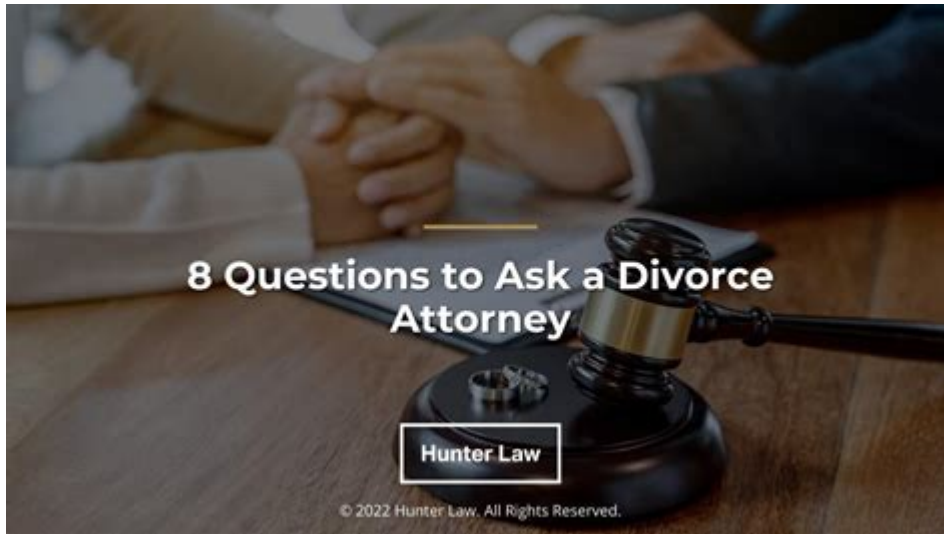 8 Questions to Ask a Divorce
Attorney
Hunter Law
© 2022 Hunter Law. All Rights Reserved.